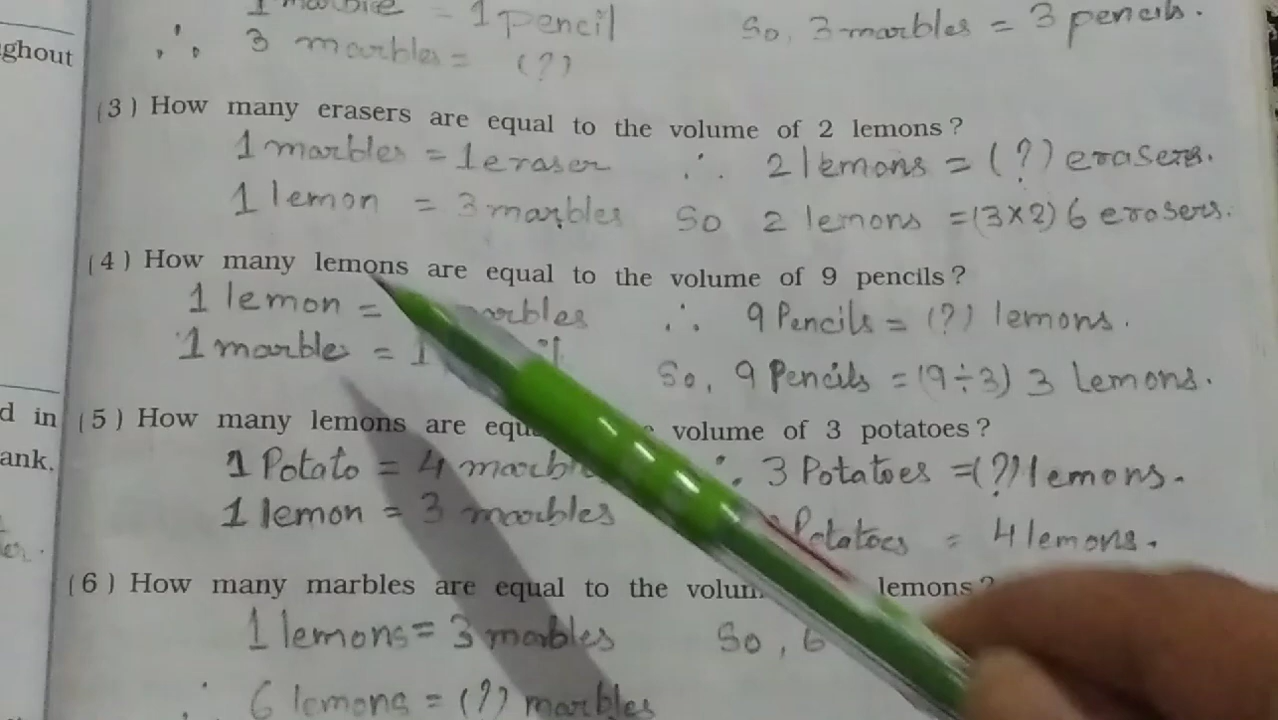 1 marble = 1 pencil So, 3 marbles = 3 pencils.
∴ 3 marbles = (?)
ghout
(3) How many erasers are equal to the volume of 2 lemons?
1 marbles = 1 eraser ∴ 2 lemons = (?) erasers.
1 lemon = 3 marbles So 2 lemons = (3×2) 6 erasers.
(4) How many lemons are equal to the volume of 9 pencils?
1 lemon = arbles ∴ 9 Pencils = (?) lemons.
1 marble = 1 So, 9 Pencils = (9÷3) 3 Lemons.
d in
(5) How many lemons are equ volume of 3 potatoes?
ank.
1 Potato = 4 marb ∴ 3 Potatoes = (?) lemons.
1 lemon = 3 marbles Potatoes = 4 lemons.
(6) How many marbles are equal to the volum lemons?
1 lemons = 3 marbles So, 6
∴ 6 lemons = (?) marbles